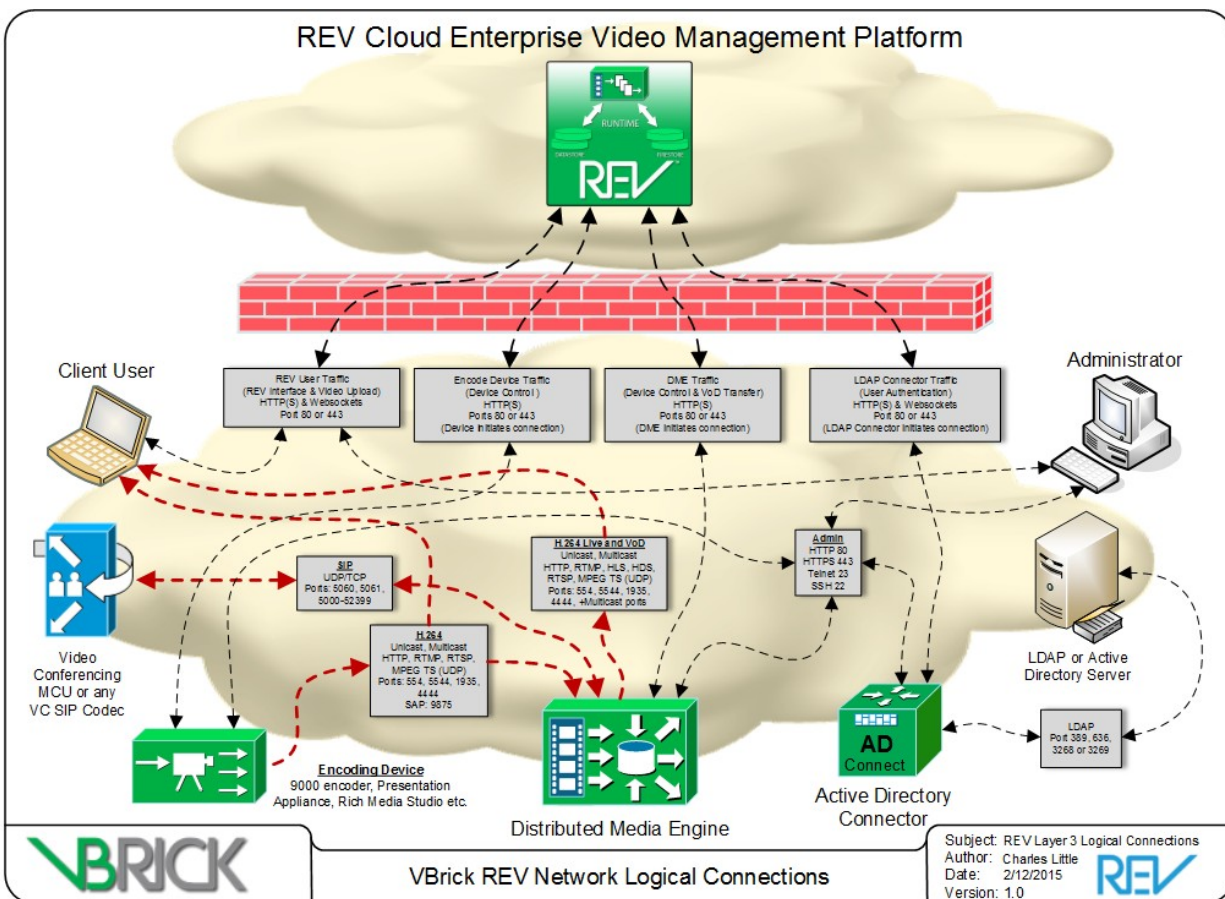 REV Cloud Enterprise Video Management Platform
RUNTIME
DATASTORE
FILESTORE
REV
Client User
Administrator
REV User Traffic
(REV Interface & Video Upload)
HTTP(S) & Websockets
Port 80 or 443
Encode Device Traffic
(Device Control )
HTTP(S)
Ports 80 or 443
(Device Initiates connection)
DME Traffic
(Device Control & VoD Transfer)
HTTP(S)
Ports 80 or 443
(DME Initiates connection)
LDAP Connector Traffic
(User Authentication)
HTTP(S) & Websockets
Port 80 or 443
(LDAP Connector Initiates connection)
SIP
UDP/TCP
Ports: 5060, 5061,
5000-52399
H.264 Live and VoD
Unicast, Multicast
HTTP, RTMP, HLS, HDS,
RTSP, MPEG TS (UDP)
Ports: 554, 5544, 1935,
4444, +Multicast ports
Admin
HTTP 80
HTTPS 443
Telnet 23
SSH 22
H.264
Unicast, Multicast
HTTP, RTMP, RTSP,
MPEG TS (UDP)
Ports: 554, 5544, 1935,
4444
SAP: 9875
Video
Conferencing
MCU or any
VC SIP Codec
LDAP or Active
Directory Server
LDAP
Port 389, 636,
3268 or 3269
AD
Connect
Encoding Device
9000 encoder, Presentation
Appliance, Rich Media Studio etc.
Distributed Media Engine
Active Directory
Connector
VBRICK
VBrick REV Network Logical Connections
Subject: REV Layer 3 Logical Connections
Author: Charles Little
Date: 2/12/2015
Version: 1.0
REV